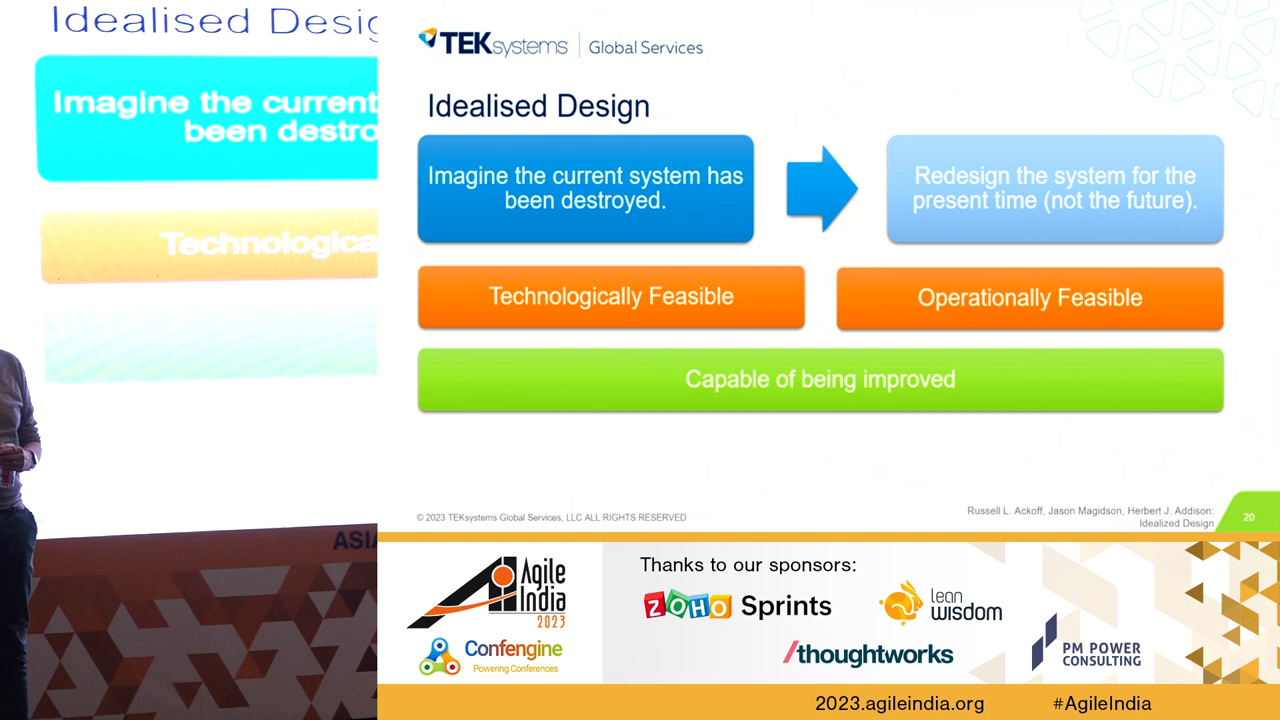 Idealised Desig
Imagine the current
been destro
Technologica
ASIA
TEKsystems
Global Services
Idealised Design
Imagine the current system has
been destroyed.
Redesign the system for the
present time (not the future).
Technologically Feasible
Operationally Feasible
Capable of being improved
© 2023 TEKsystems Global Services, LLC ALL RIGHTS RESERVED
Russell L. Ackoff, Jason Magidson, Herbert J. Addison:
Idealized Design
20
Agile
India
2023
Confengine
Powering Conferences
Thanks to our sponsors:
ZOHO Sprints
lean
wisdom
/thoughtworks
PM POWER
CONSULTING
2023.agileindia.org
#AgileIndia